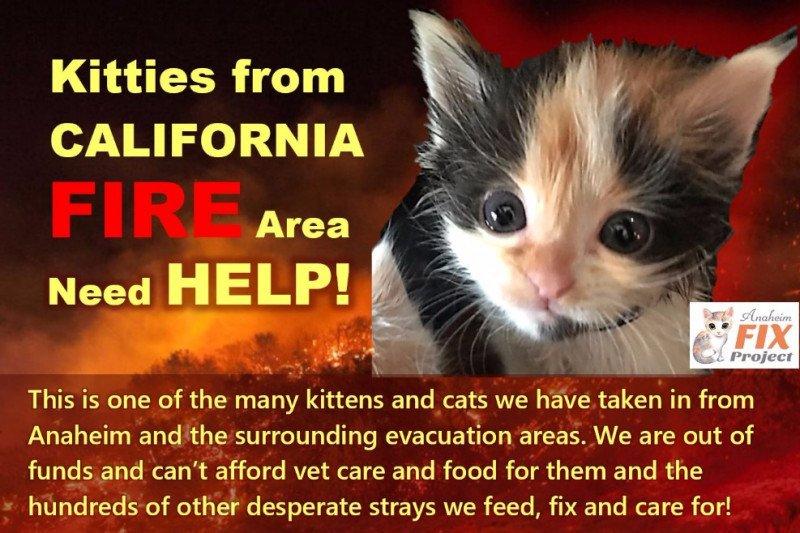 Kitties from
CALIFORNIA
FIRE Area
Need HELP!
Anaheim
FIX
Project
This is one of the many kittens and cats we have taken in from
Anaheim and the surrounding evacuation areas. We are out of
funds and can't afford vet care and food for them and the
hundreds of other desperate strays we feed, fix and care for!